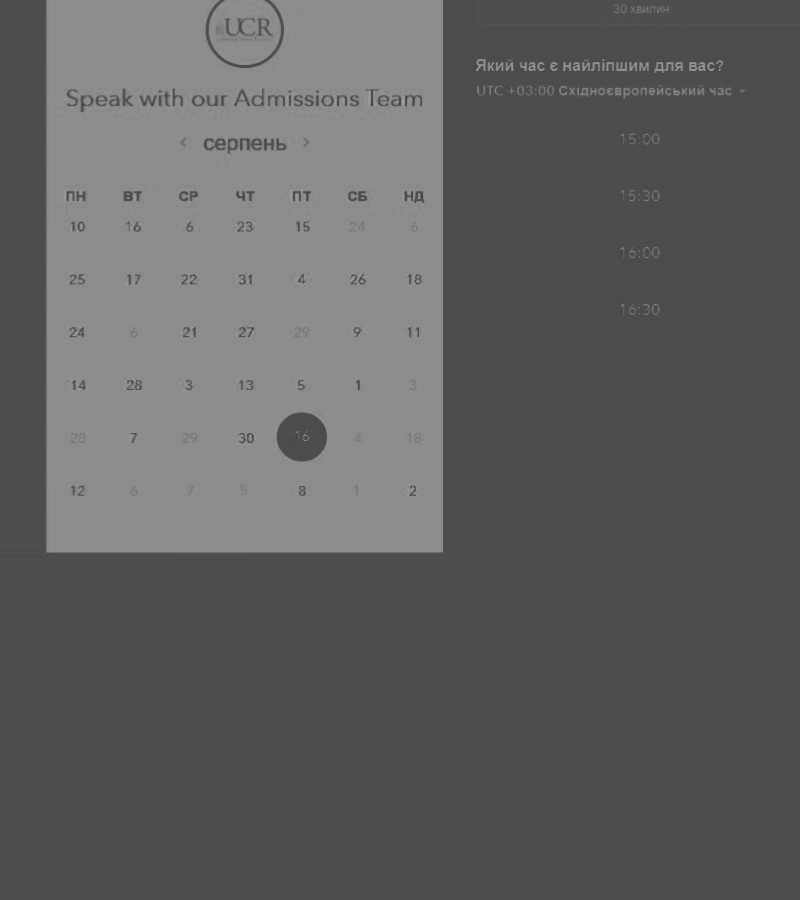 UCR
Speak with our Admissions Team
серпень
ПН ВТ СР ЧТ ПТ СБ НД
10 16 6 23 15 24 6
25 17 22 31 4 26 18
24 6 21 27 29 9 11
14 28 3 13 5 1 3
28 7 29 30 16 4 18
12 6 7 5 8 1 2
30 хвилин
Який час є найліпшим для вас?
UTC +03:00 Східноєвропейський час
15:00
15:30
16:00
16:30